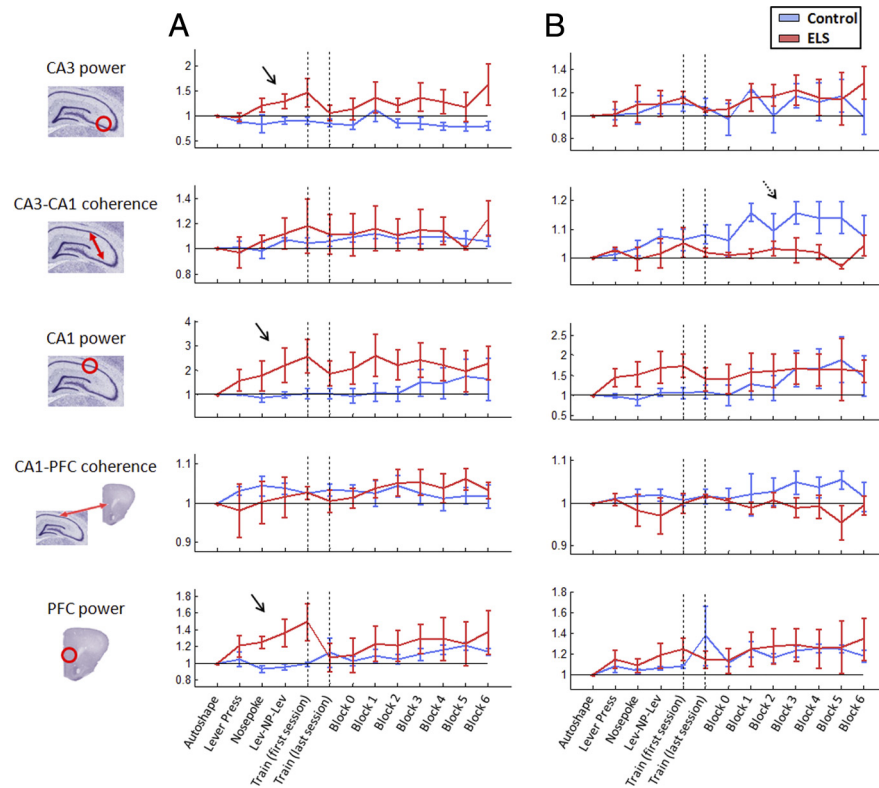 A
B
Control
ELS
CA3 power
2
1.5
1
0.5
1.4
1.2
1
0.8
CA3-CA1 coherence
1.4
1.2
1
0.8
1.2
1.1
1
CA1 power
4
3
2
1
2.5
2
1.5
1
0.5
CA1-PFC coherence
1.1
1
0.9
1.1
1
0.9
PFC power
1.8
1.6
1.4
1.2
1
0.8
1.8
1.6
1.4
1.2
1
Autoshape
Lever Press
Nosepoke
Lev-NP-Lev
Train (first session)
Train (last session)
Block 0
Block 1
Block 2
Block 3
Block 4
Block 5
Block 6
Autoshape
Lever Press
Nosepoke
Lev-NP-Lev
Train (first session)
Train (last session)
Block 0
Block 1
Block 2
Block 3
Block 4
Block 5
Block 6